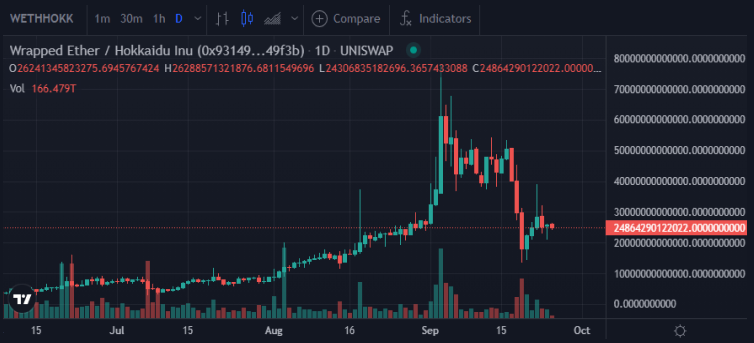 WETHHOKK 1m 30m 1h D Compare Indicators
Wrapped Ether / Hokkaidu Inu (0x93149...49f3b) · 1D · UNISWAP
O26241345823275.6945767424 H26288571321876.6811549696 L24306835182696.3657433088 C24864290122022.00000...
Vol 166.479T
80000000000000.0000000000
70000000000000.0000000000
60000000000000.0000000000
50000000000000.0000000000
40000000000000.0000000000
30000000000000.0000000000
24864290122022.0000000000
20000000000000.0000000000
10000000000000.0000000000
0.0000000000
15 Jul 15 Aug 16 Sep 15 Oct